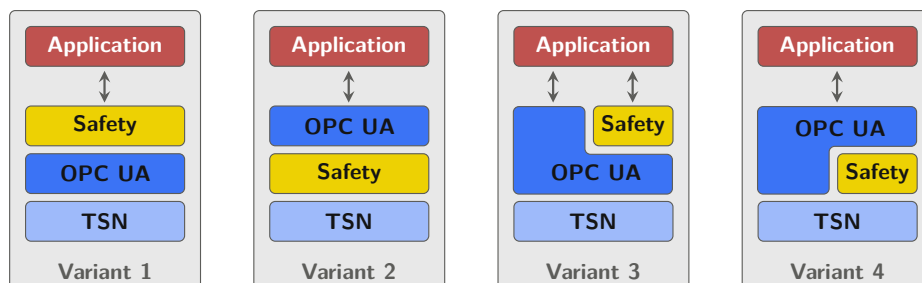 Application
Safety
OPC UA
TSN
Variant 1
Application
OPC UA
Safety
TSN
Variant 2
Application
Safety
OPC UA
TSN
Variant 3
Application
OPC UA
Safety
TSN
Variant 4